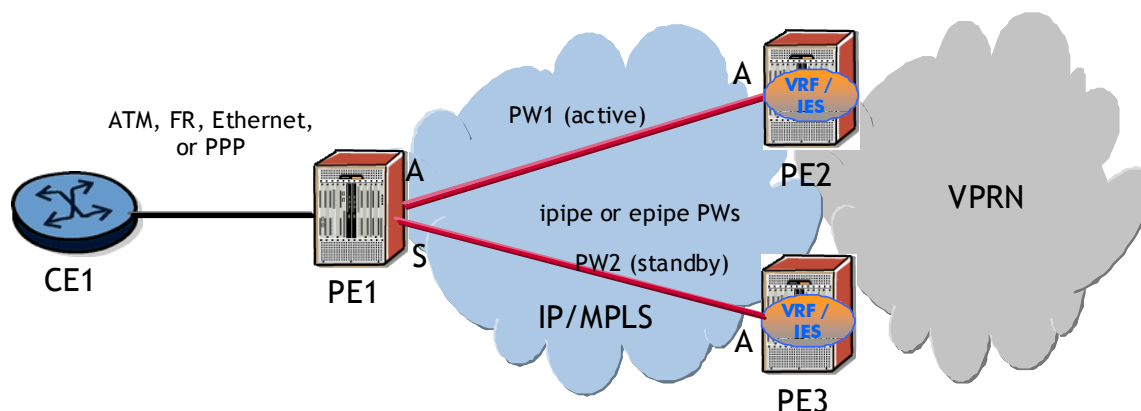 ATM, FR, Ethernet,
or PPP
CE1
PE1
A
S
PW1 (active)
ipipe or epipe PWs
PW2 (standby)
IP/MPLS
A
VRF /
IES
PE2
VPRN
A
VRF /
IES
PE3